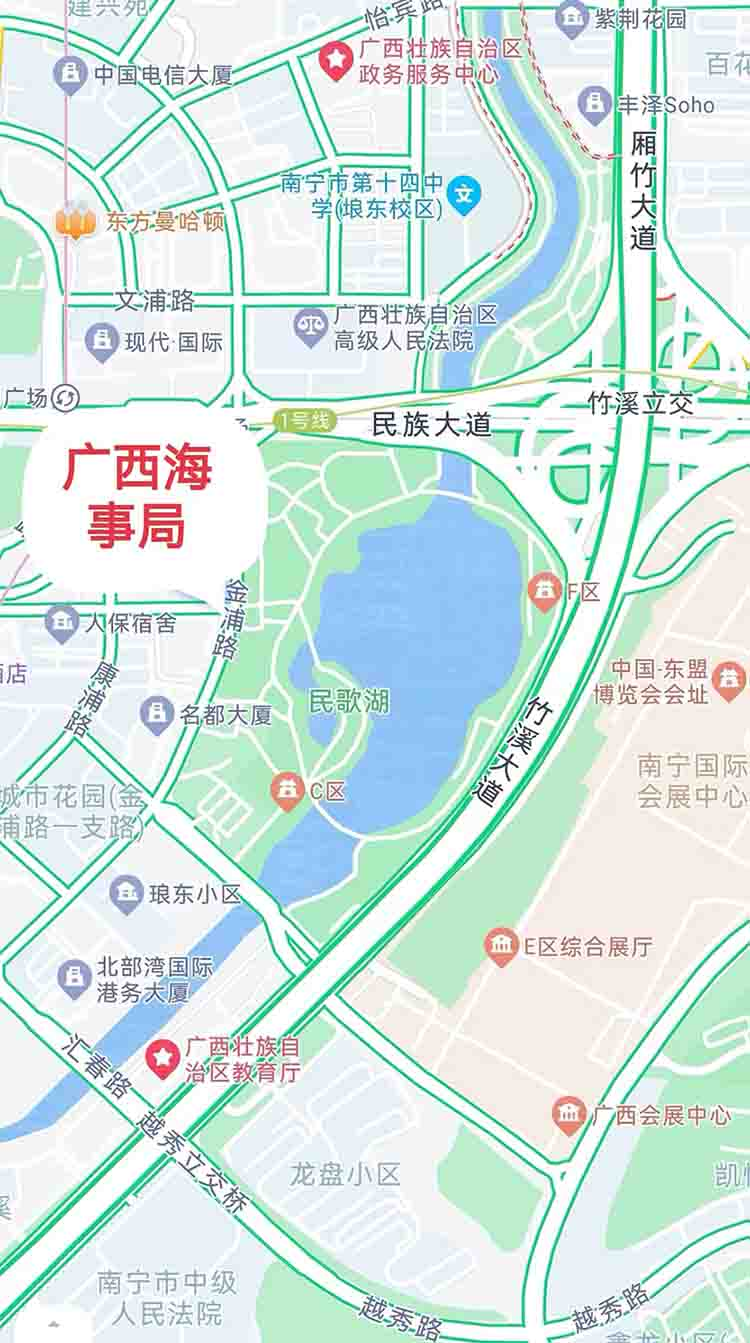 建兴苑
怡宾路
紫荆花园
中国电信大厦
广西壮族自治区
政务服务中心
百花
丰泽Soho
厢竹大道
南宁市第十四中
学(埌东校区)
文
东方曼哈顿
文浦路
广西壮族自治区
高级人民法院
现代·国际
广场
1号线
民族大道
竹溪立交
广西海
事局
金浦路
F区
人保宿舍
酒店
康浦路
中国-东盟
博览会会址
名都大厦
民歌湖
竹溪大道
南宁国际
会展中心
C区
城市花园(金
浦路一支路)
琅东小区
E区综合展厅
北部湾国际
港务大厦
广西壮族自
治区教育厅
汇春路
广西会展中心
越秀立交桥
龙盘小区
南宁市中级
人民法院
越秀路
越秀路